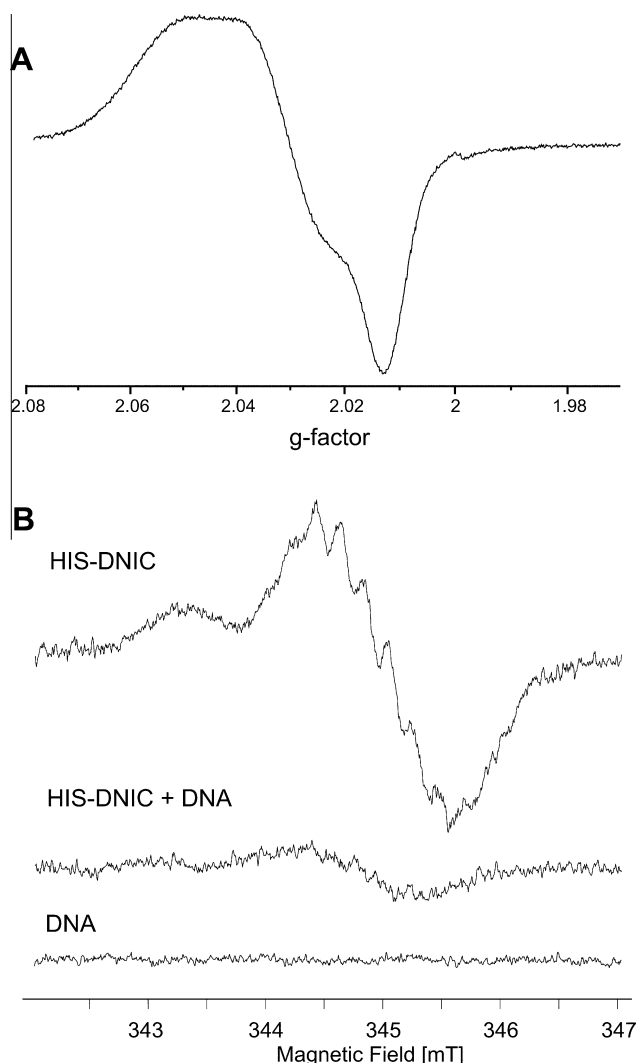 A
2.08 2.06 2.04 2.02 2 1.98
g-factor
B
HIS-DNIC
HIS-DNIC + DNA
DNA
343 344 345 346 347
Magnetic Field [mT]